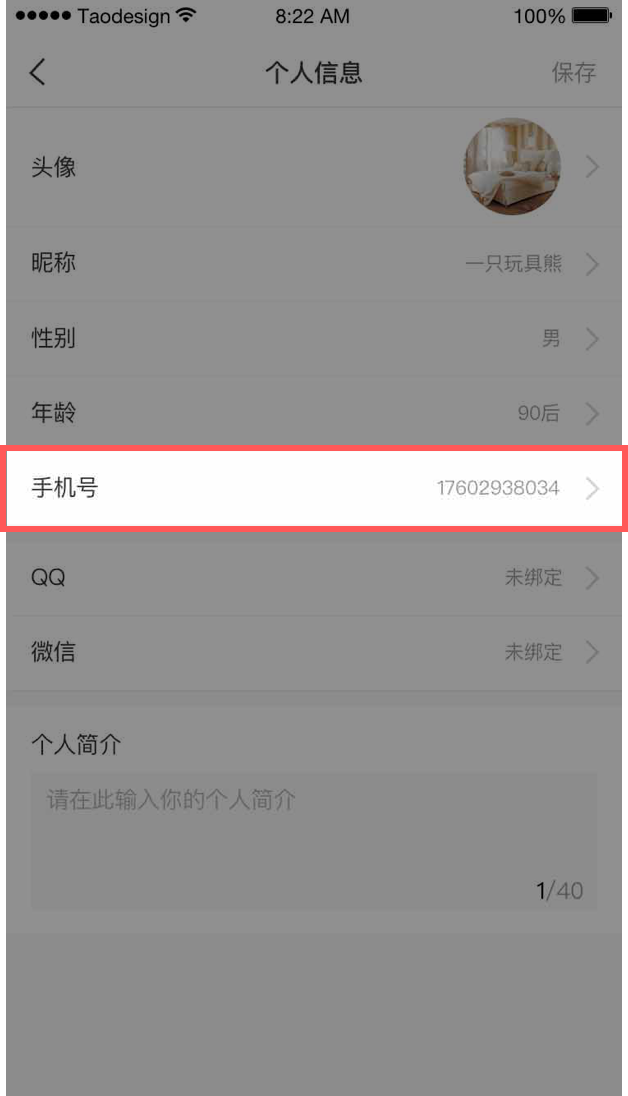 ●●●●● Taodesign 8:22 AM 100%
个人信息 保存
头像
昵称 一只玩具熊
性别 男
年龄 90后
手机号 17602938034
QQ 未绑定
微信 未绑定
个人简介
请在此输入你的个人简介
1/40